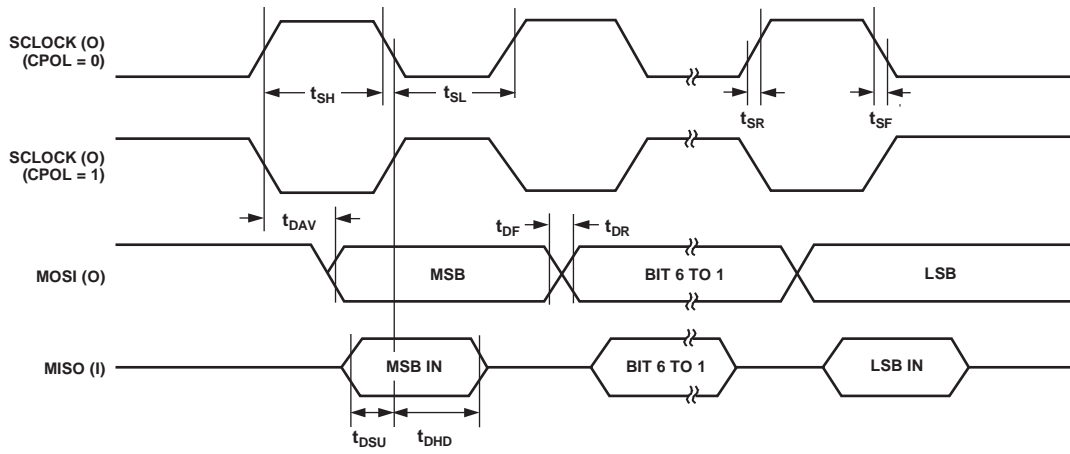 SCLOCK (O)
(CPOL = 0)
tSH
tSL
tSR
tSF
SCLOCK (O)
(CPOL = 1)
tDAV
tDF
tDR
MOSI (O)
MSB
BIT 6 TO 1
LSB
MISO (I)
MSB IN
BIT 6 TO 1
LSB IN
tDSU
tDHD